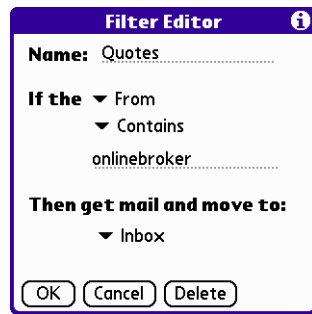 Filter Editor
Name: Quotes
If the From
Contains
onlinebroker
Then get mail and move to:
Inbox
OK Cancel Delete